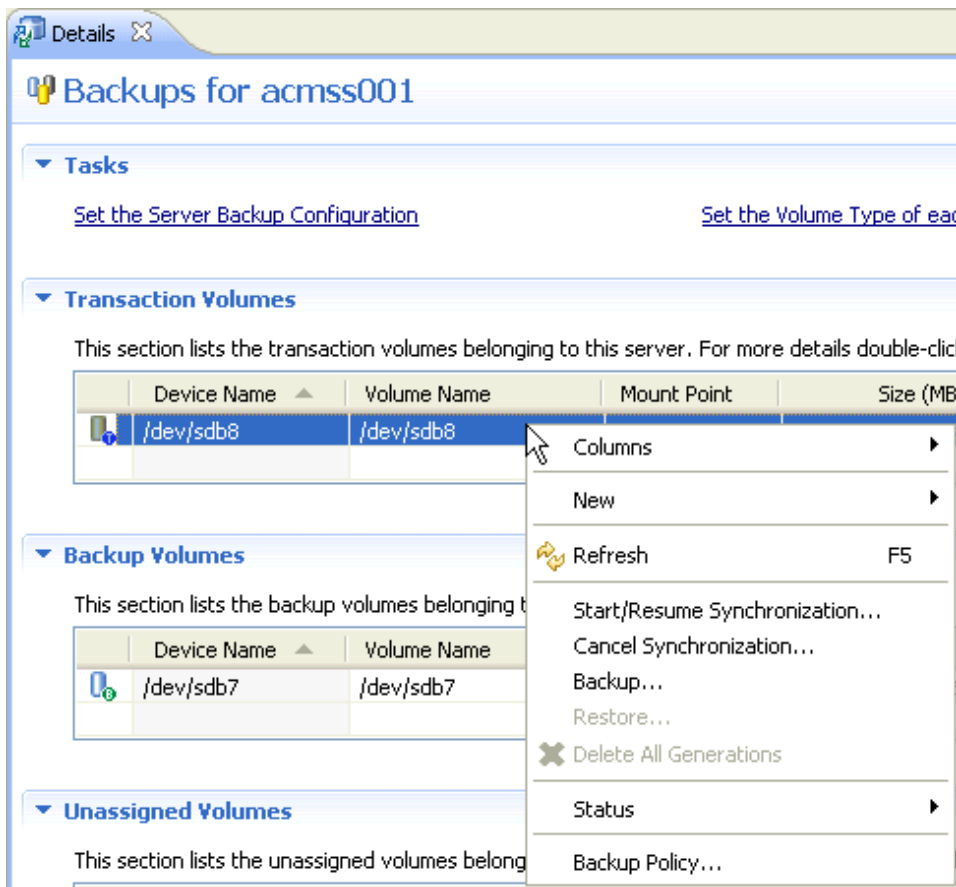 Details
Backups for acmss001
Tasks
Set the Server Backup Configuration Set the Volume Type of eac
Transaction Volumes
This section lists the transaction volumes belonging to this server. For more details double-clic
Device Name Volume Name Mount Point Size (MB
/dev/sdb8 /dev/sdb8
Columns
New
Refresh F5
Start/Resume Synchronization...
Cancel Synchronization...
Backup...
Restore...
Delete All Generations
Status
Backup Policy...
Backup Volumes
This section lists the backup volumes belonging t
Device Name Volume Name
/dev/sdb7 /dev/sdb7
Unassigned Volumes
This section lists the unassigned volumes belong